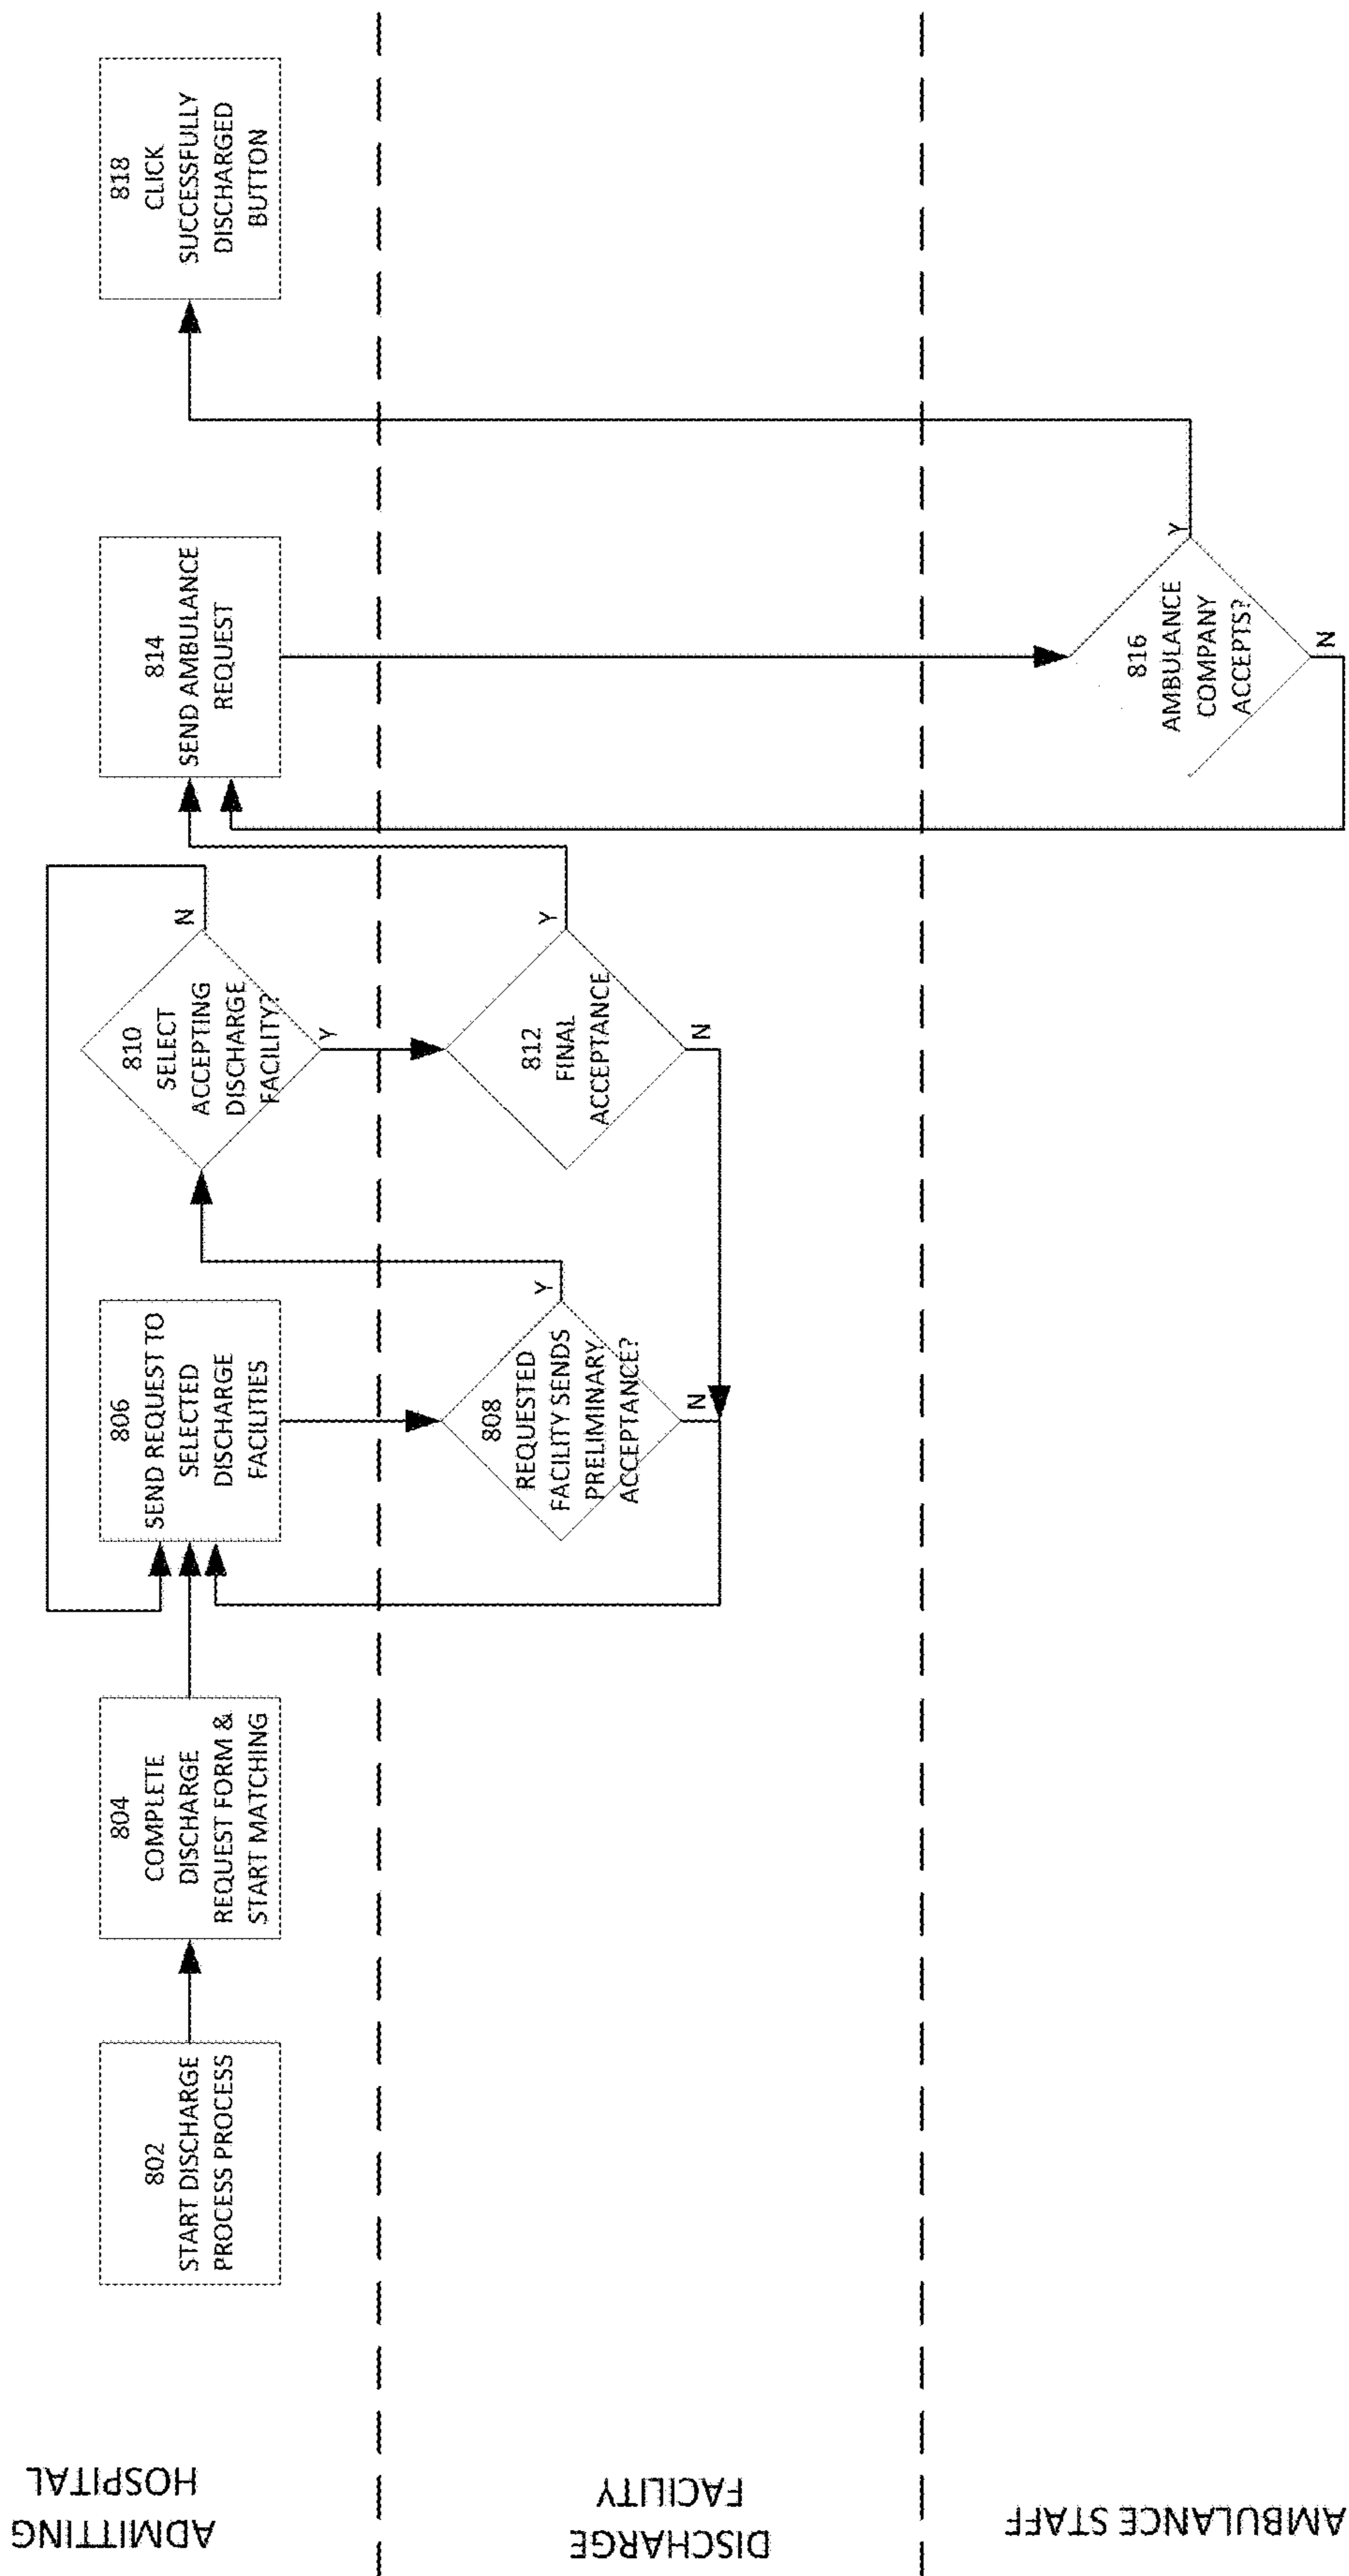 ADMITTING
HOSPITAL
DISCHARGE
FACILITY
AMBULANCE STAFF
802
START DISCHARGE
PROCESS PROCESS
804
COMPLETE
DISCHARGE
REQUEST FORM &
START MATCHING
806
SEND REQUEST TO
SELECTED
DISCHARGE
FACILITIES
808
REQUESTED
FACILITY SENDS
PRELIMINARY
ACCEPTANCE?
Y
N
810
SELECT
ACCEPTING
DISCHARGE
FACILITY?
N
Y
812
FINAL
ACCEPTANCE
Y
N
814
SEND AMBULANCE
REQUEST
816
AMBULANCE
COMPANY
ACCEPTS?
Y
N
818
CLICK
SUCCESSFULLY
DISCHARGED
BUTTON